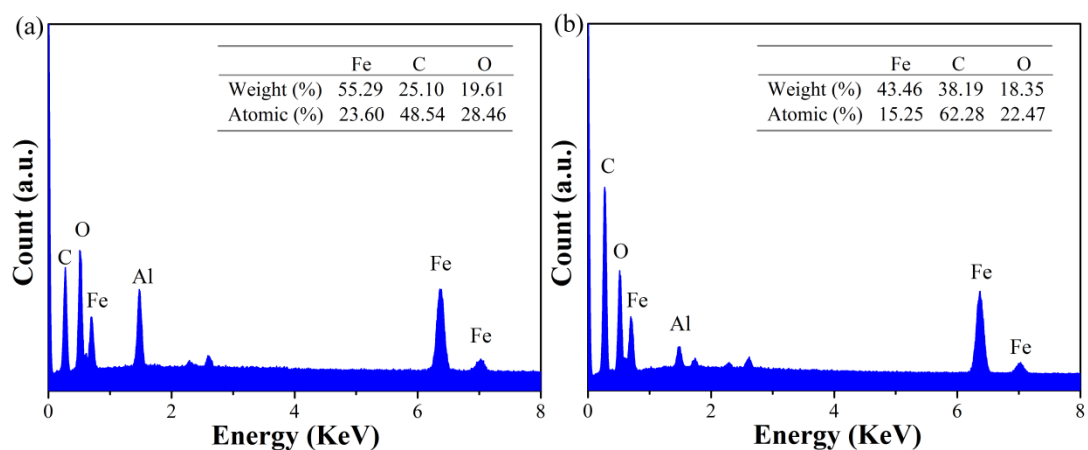 (a)
Fe C O
Weight (%) 55.29 25.10 19.61
Atomic (%) 23.60 48.54 28.46
Count (a.u.)
C
O
Fe
Al
Fe
Fe
0 2 4 6 8
Energy (KeV)
(b)
Fe C O
Weight (%) 43.46 38.19 18.35
Atomic (%) 15.25 62.28 22.47
Count (a.u.)
C
O
Fe
Al
Fe
Fe
0 2 4 6 8
Energy (KeV)